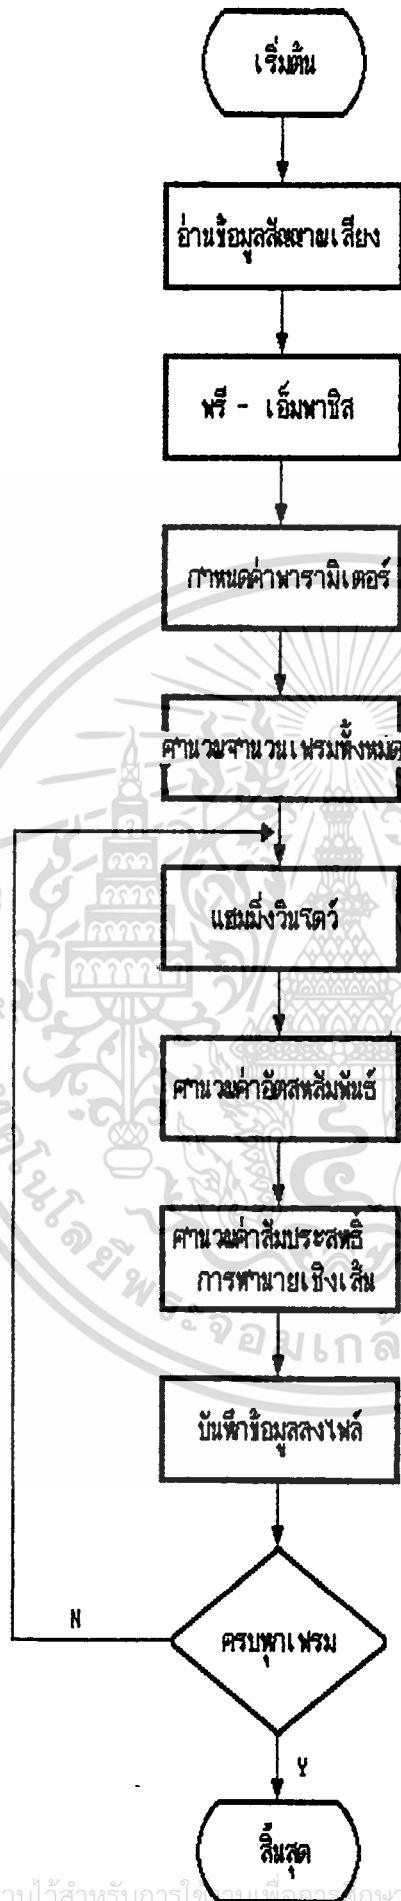 เริ่มต้น
อ่านข้อมูลสัญญาณเสียง
พรี - เอ็มพาซิส
กำหนดค่าพารามิเตอร์
คำนวณจำนวนเฟรมทั้งหมด
แฮมมิ่งวินโดว์
คำนวณค่าอัตสหสัมพันธ์
คำนวณค่าสัมประสิทธิ์
การทำนายเชิงเส้น
บันทึกข้อมูลลงไฟล์
ครบทุกเฟรม
N
Y
สิ้นสุด